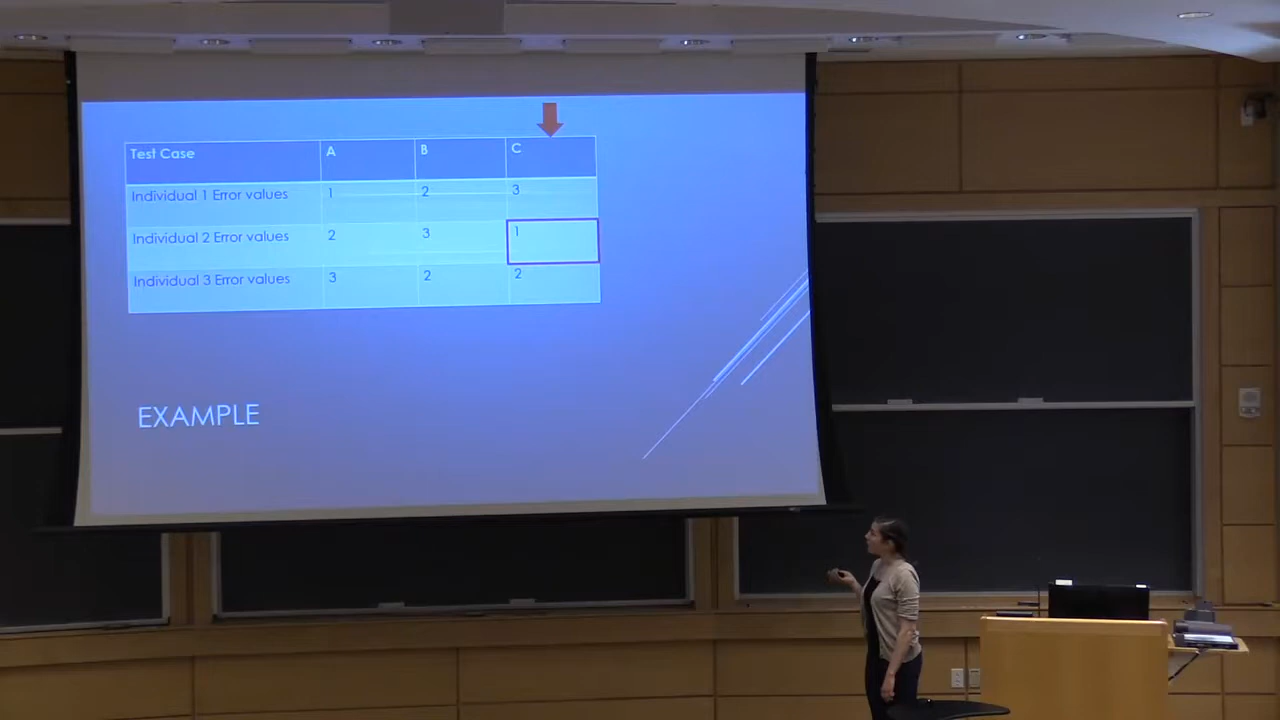 Test Case A B C
Individual 1 Error values 1 2 3
Individual 2 Error values 2 3 1
Individual 3 Error values 3 2 2
EXAMPLE